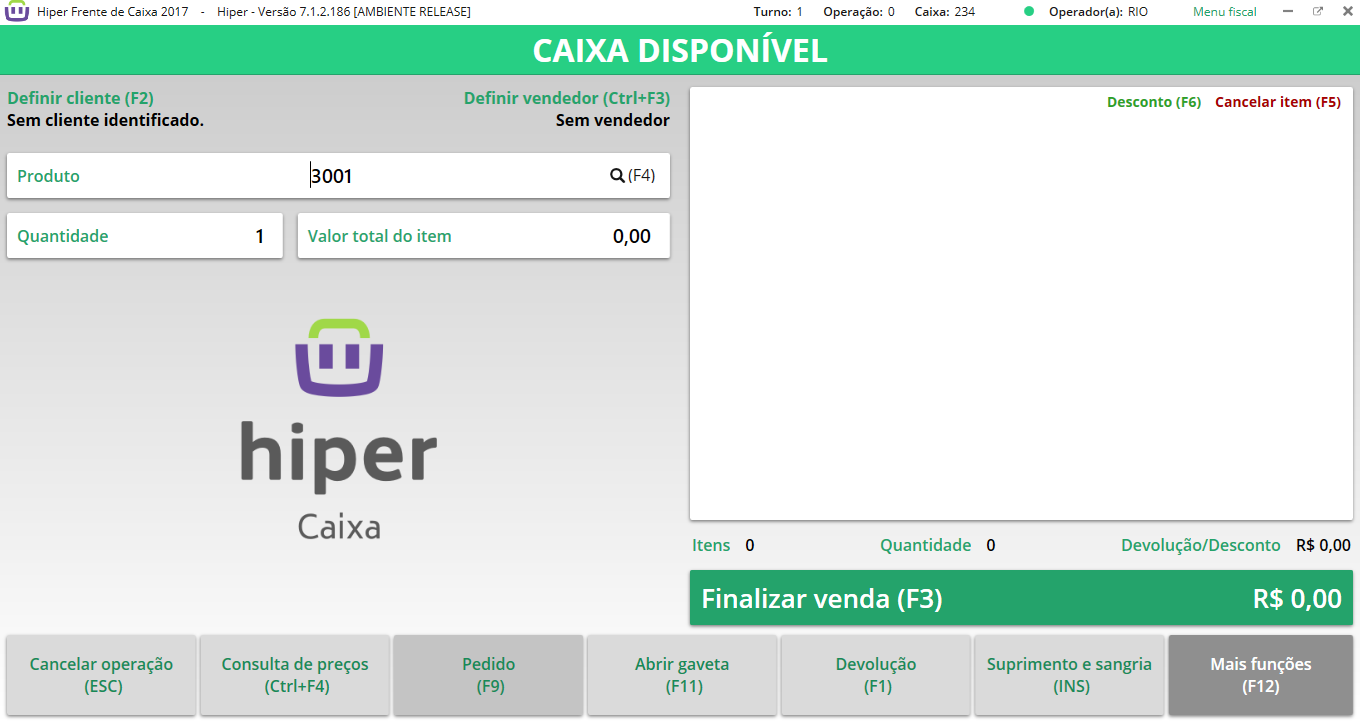 Hiper Frente de Caixa 2017 - Hiper - Versão 7.1.2.186 [AMBIENTE RELEASE] Turno: 1 Operação: 0 Caixa: 234 Operador(a): RIO Menu fiscal
CAIXA DISPONÍVEL
Definir cliente (F2) Definir vendedor (Ctrl+F3)
Sem cliente identificado. Sem vendedor
Desconto (F6) Cancelar item (F5)
Produto 3001 (F4)
Quantidade 1 Valor total do item 0,00
hiper
Caixa
Itens 0 Quantidade 0 Devolução/Desconto R$ 0,00
Finalizar venda (F3) R$ 0,00
Cancelar operação
(ESC)
Consulta de preços
(Ctrl+F4)
Pedido
(F9)
Abrir gaveta
(F11)
Devolução
(F1)
Suprimento e sangria
(INS)
Mais funções
(F12)